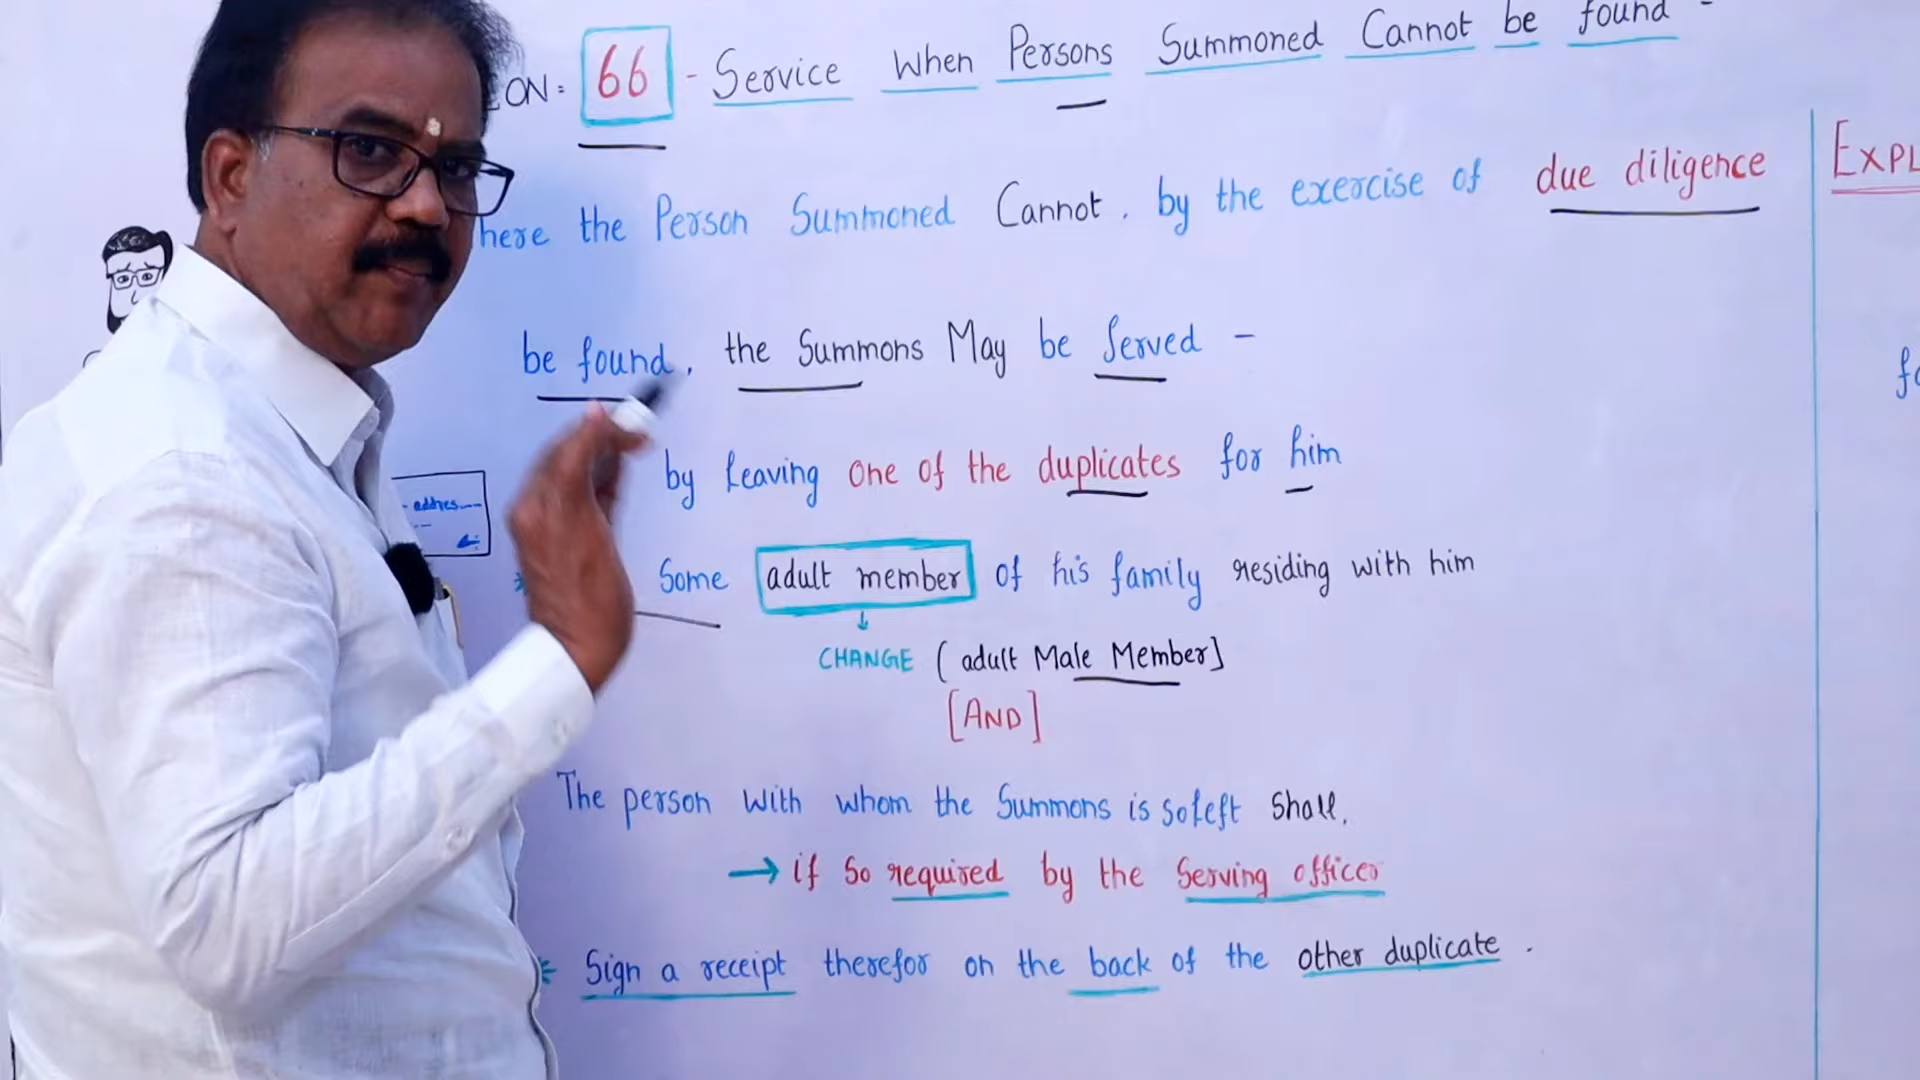 ON: 66 - Service When Persons Summoned Cannot be found -
here the Person Summoned Cannot, by the exercise of due diligence
be found, the Summons May be Served -
by leaving one of the duplicates for him
Some adult member of his family residing with him
CHANGE (adult Male Member]
[AND]
The person with whom the Summons is soleft Shall,
→ if So required by the Serving officer
Sign a receipt therefor on the back of the other duplicate.
addres
EXPL